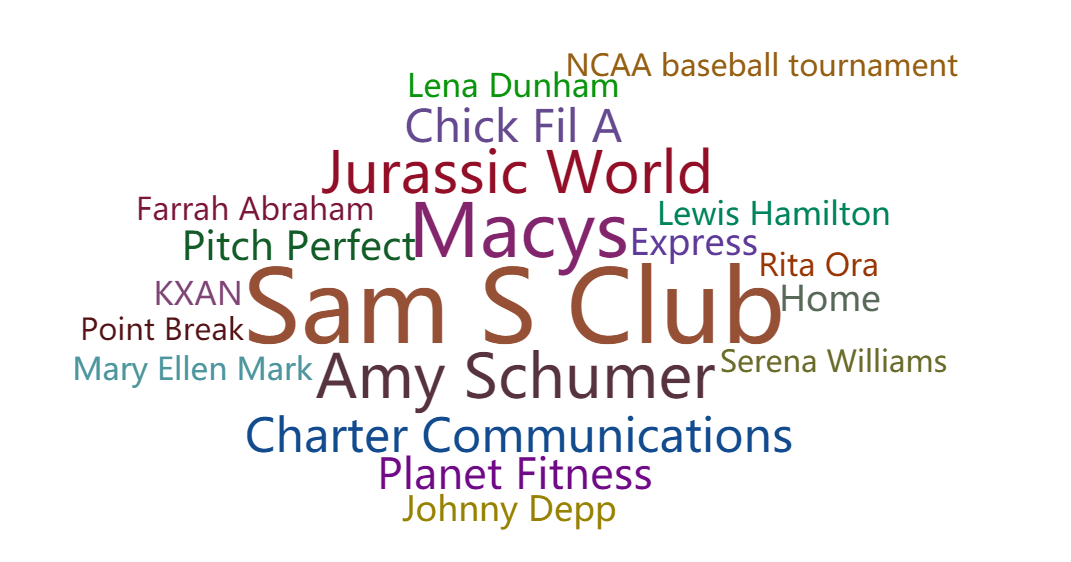 NCAA baseball tournament
Lena Dunham
Chick Fil A
Jurassic World
Farrah Abraham
Macys
Lewis Hamilton
Pitch Perfect
Express
Rita Ora
KXAN
Sam S Club
Home
Point Break
Mary Ellen Mark
Amy Schumer
Serena Williams
Charter Communications
Planet Fitness
Johnny Depp